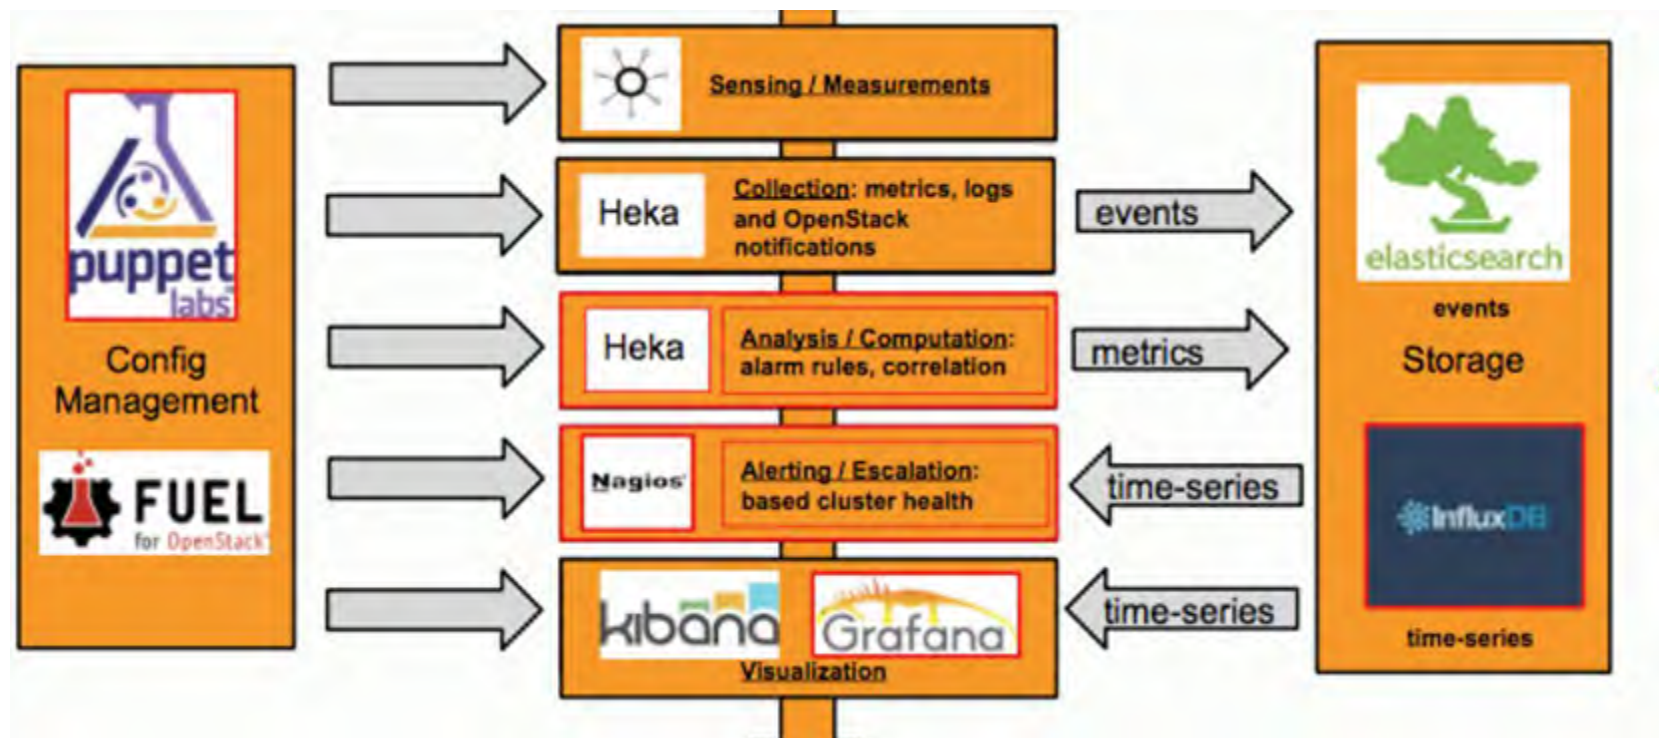 puppet
labs
Config
Management
FUEL
for OpenStack
Sensing / Measurements
Heka
Collection: metrics, logs
and OpenStack
notifications
Heka
Analysis / Computation:
alarm rules, correlation
Nagios
Alerting / Escalation:
based cluster health
kibana
Grafana
Visualization
events
metrics
time-series
time-series
elasticsearch
events
Storage
InfluxDB
time-series